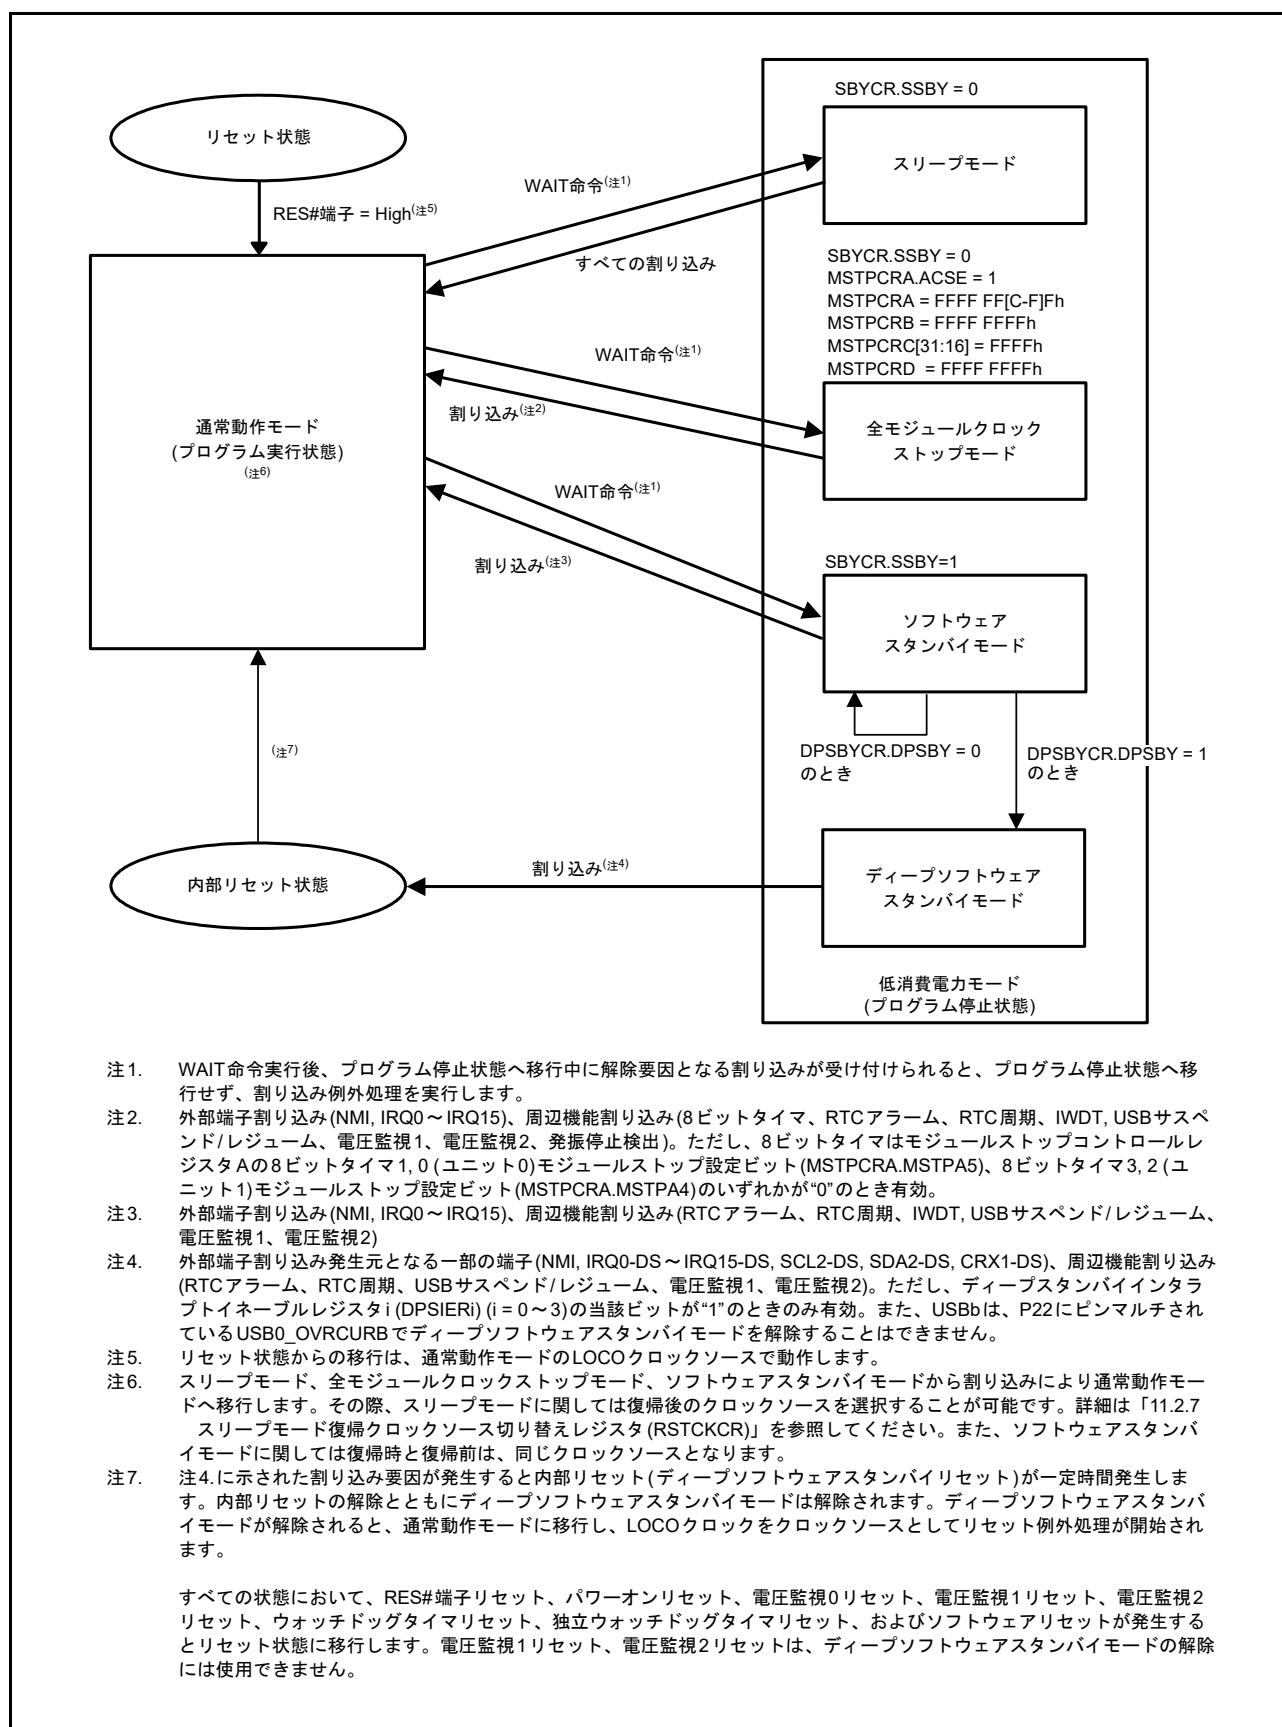 SBYCR.SSBY = 0
リセット状態
スリープモード
WAIT命令(注1)
RES#端子 = High(注5)
すべての割り込み
SBYCR.SSBY = 0
MSTPCRA.ACSE = 1
MSTPCRA = FFFF FF[C-F]Fh
MSTPCRB = FFFF FFFFh
MSTPCRC[31:16] = FFFFh
MSTPCRD = FFFF FFFFh
WAIT命令(注1)
割り込み(注2)
通常動作モード
(プログラム実行状態)
(注6)
全モジュールクロック
ストップモード
WAIT命令(注1)
割り込み(注3)
SBYCR.SSBY=1
ソフトウェア
スタンバイモード
(注7)
DPSBYCR.DPSBY = 0
のとき
DPSBYCR.DPSBY = 1
のとき
割り込み(注4)
内部リセット状態
ディープソフトウェア
スタンバイモード
低消費電力モード
(プログラム停止状態)
注1. WAIT命令実行後、プログラム停止状態へ移行中に解除要因となる割り込みが受け付けられると、プログラム停止状態へ移
行せず、割り込み例外処理を実行します。
注2. 外部端子割り込み(NMI, IRQ0～IRQ15)、周辺機能割り込み(8ビットタイマ、RTCアラーム、RTC周期、IWDT, USBサスペ
ンド/レジューム、電圧監視1、電圧監視2、発振停止検出)。ただし、8ビットタイマはモジュールストップコントロールレ
ジスタAの8ビットタイマ1, 0 (ユニット0)モジュールストップ設定ビット(MSTPCRA.MSTPA5)、8ビットタイマ3, 2 (ユ
ニット1)モジュールストップ設定ビット(MSTPCRA.MSTPA4)のいずれかが“0”のとき有効。
注3. 外部端子割り込み(NMI, IRQ0～IRQ15)、周辺機能割り込み(RTCアラーム、RTC周期、IWDT, USBサスペンド/レジューム、
電圧監視1、電圧監視2)
注4. 外部端子割り込み発生元となる一部の端子(NMI, IRQ0-DS～IRQ15-DS, SCL2-DS, SDA2-DS, CRX1-DS)、周辺機能割り込み
(RTCアラーム、RTC周期、USBサスペンド/レジューム、電圧監視1、電圧監視2)。ただし、ディープスタンバイインタラ
プトイネーブルレジスタi (DPSIERi) (i = 0～3)の当該ビットが“1”のときのみ有効。また、USBbは、P22にピンマルチされ
ているUSB0_OVRCURBでディープソフトウェアスタンバイモードを解除することはできません。
注5. リセット状態からの移行は、通常動作モードのLOCOクロックソースで動作します。
注6. スリープモード、全モジュールクロックストップモード、ソフトウェアスタンバイモードから割り込みにより通常動作モー
ドへ移行します。その際、スリープモードに関しては復帰後のクロックソースを選択することが可能です。詳細は「11.2.7
スリープモード復帰クロックソース切り替えレジスタ(RSTCKCR)」を参照してください。また、ソフトウェアスタンバ
イモードに関しては復帰時と復帰前は、同じクロックソースとなります。
注7. 注4.に示された割り込み要因が発生すると内部リセット(ディープソフトウェアスタンバイリセット)が一定時間発生しま
す。内部リセットの解除とともにディープソフトウェアスタンバイモードは解除されます。ディープソフトウェアスタンバ
イモードが解除されると、通常動作モードに移行し、LOCOクロックをクロックソースとしてリセット例外処理が開始され
ます。
すべての状態において、RES#端子リセット、パワーオンリセット、電圧監視0リセット、電圧監視1リセット、電圧監視2
リセット、ウォッチドッグタイマリセット、独立ウォッチドッグタイマリセット、およびソフトウェアリセットが発生する
とリセット状態に移行します。電圧監視1リセット、電圧監視2リセットは、ディープソフトウェアスタンバイモードの解除
には使用できません。